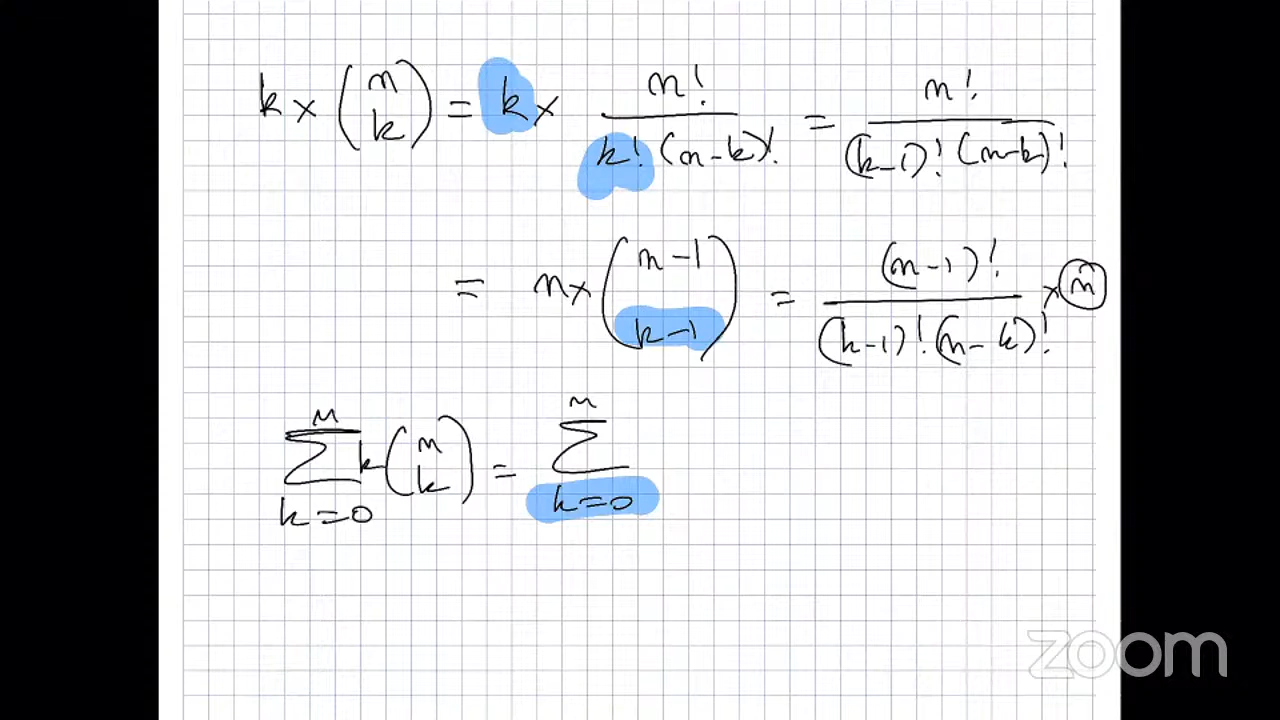 k × (n k) = k × n! / k! (n-k)! = n! / (k-1)! (n-k)!
= n × (n-1 k-1) = (n-1)! / (k-1)! (n-k)! × n
∑_{k=0}^{n} k (n k) = ∑_{k=0}^{n}
zoom